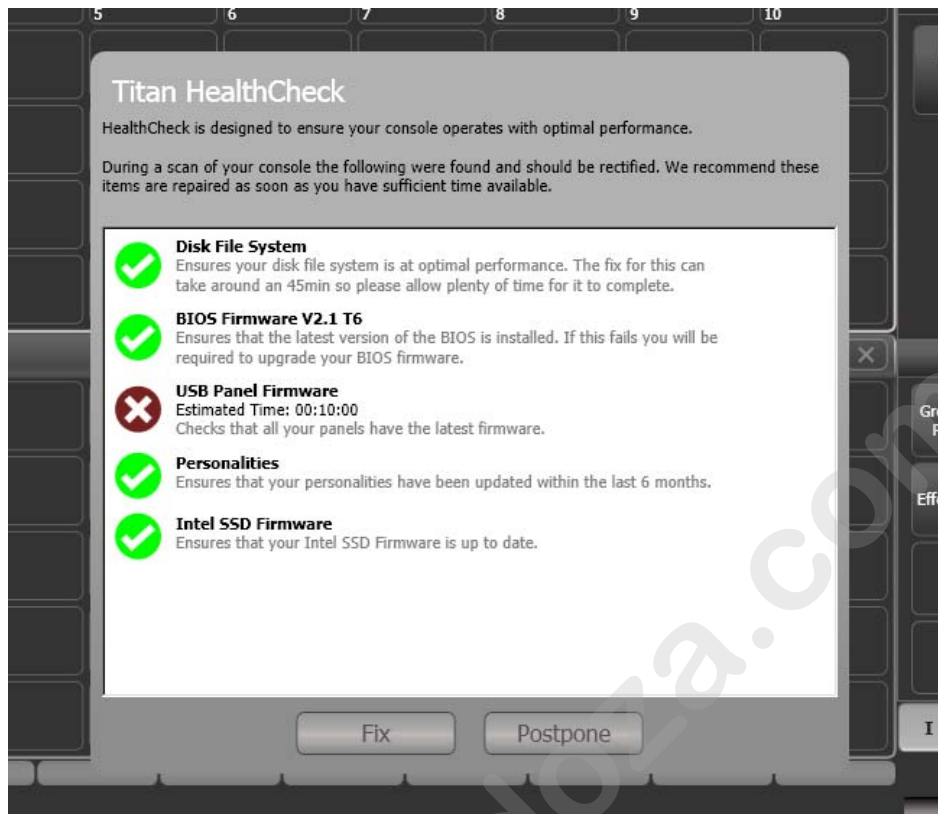 5 6 7 8 9 10
Titan HealthCheck
HealthCheck is designed to ensure your console operates with optimal performance.
During a scan of your console the following were found and should be rectified. We recommend these
items are repaired as soon as you have sufficient time available.
Disk File System
Ensures your disk file system is at optimal performance. The fix for this can
take around an 45min so please allow plenty of time for it to complete.
BIOS Firmware V2.1 T6
Ensures that the latest version of the BIOS is installed. If this fails you will be
required to upgrade your BIOS firmware.
USB Panel Firmware
Estimated Time: 00:10:00
Checks that all your panels have the latest firmware.
Personalities
Ensures that your personalities have been updated within the last 6 months.
Intel SSD Firmware
Ensures that your Intel SSD Firmware is up to date.
Fix Postpone
I